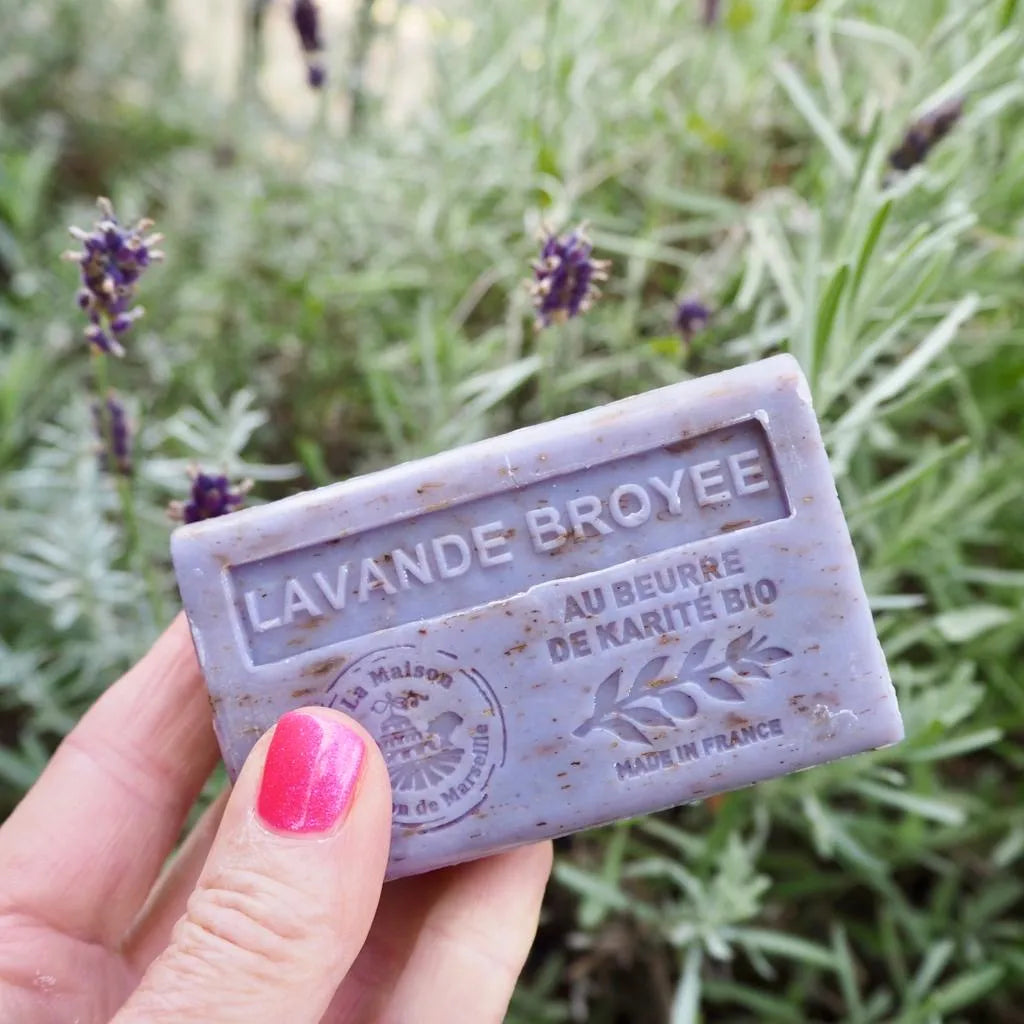 LAVANDE BROYEE
AU BEURRE
DE KARITÉ BIO
La Maison
de Marseille
MADE IN FRANCE